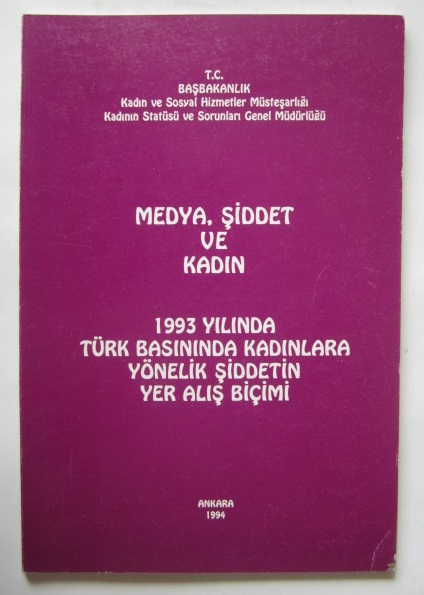 T.C.
BAŞBAKANLIK
Kadın ve Sosyal Hizmetler Müsteşarlığı
Kadının Statüsü ve Sorunları Genel Müdürlüğü
MEDYA, ŞİDDET
VE
KADIN
1993 YILINDA
TÜRK BASININDA KADINLARA
YÖNELİK ŞİDDETİN
YER ALIŞ BİÇİMİ
ANKARA
1994